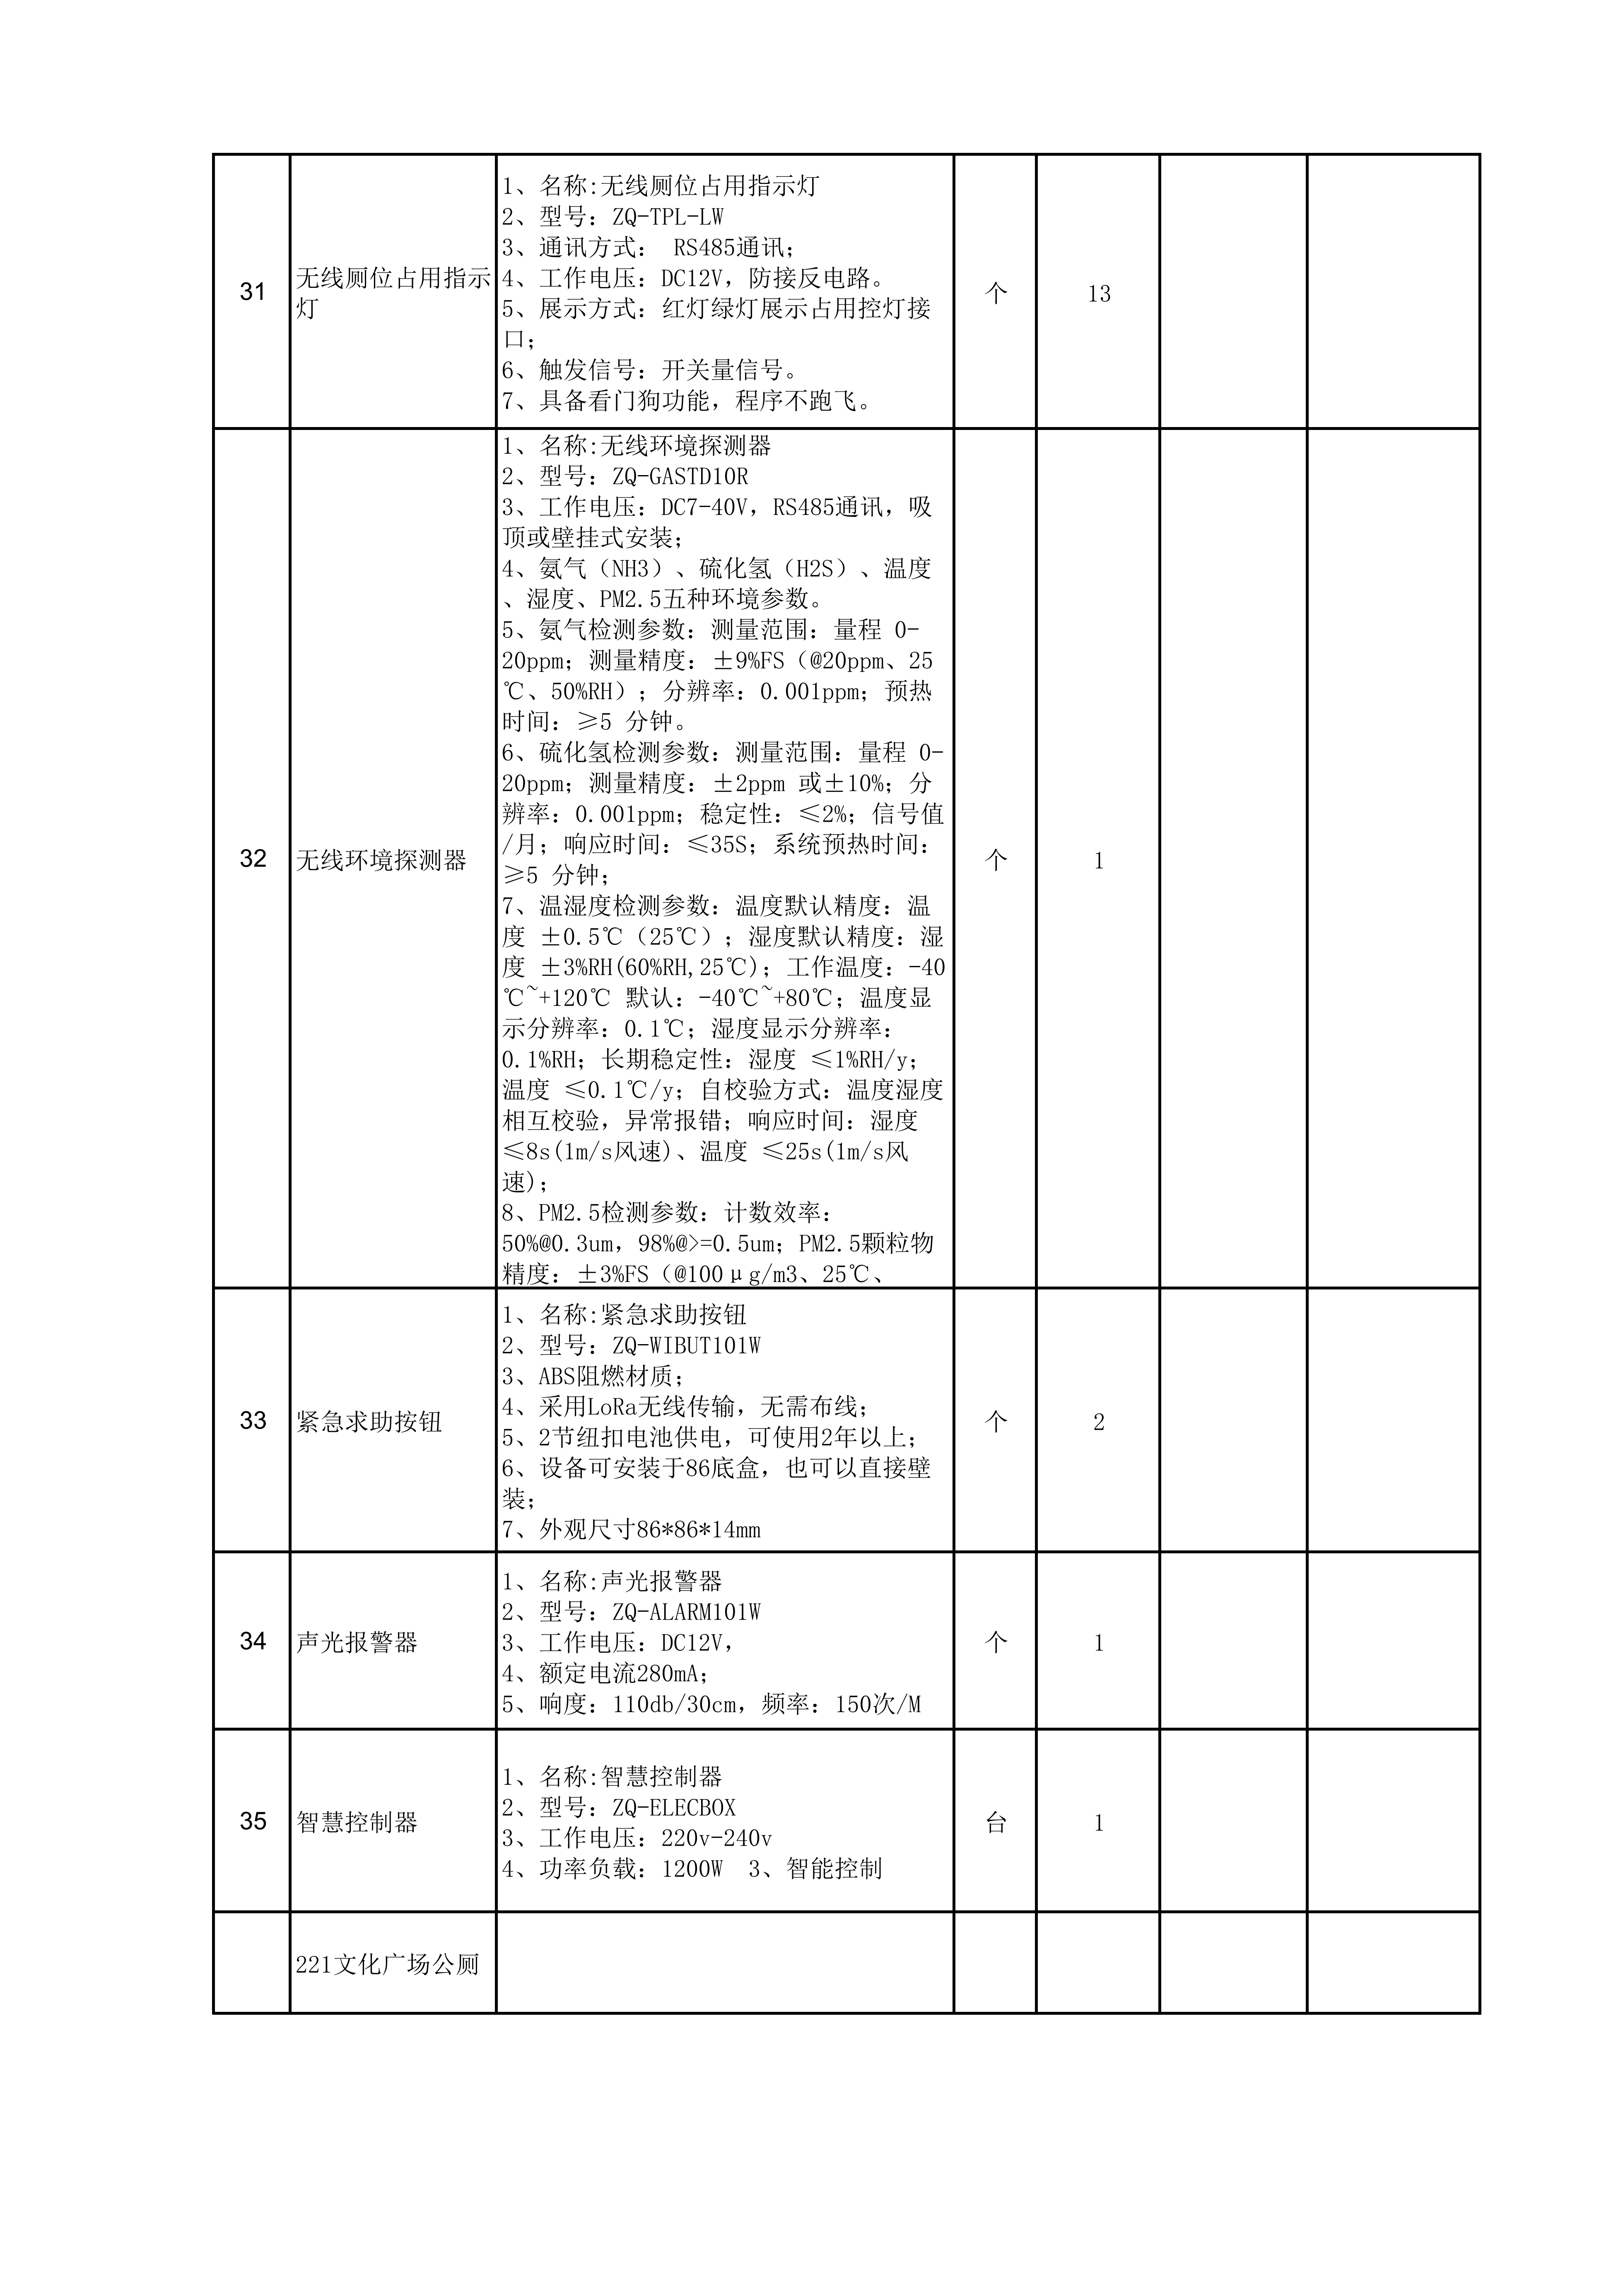 31
无线厕位占用指示
灯
1、名称:无线厕位占用指示灯
2、型号：ZQ-TPL-LW
3、通讯方式： RS485通讯；
4、工作电压：DC12V，防接反电路。
5、展示方式：红灯绿灯展示占用控灯接
口；
6、触发信号：开关量信号。
7、具备看门狗功能，程序不跑飞。
个
13
32
无线环境探测器
1、名称:无线环境探测器
2、型号：ZQ-GASTD10R
3、工作电压：DC7-40V，RS485通讯，吸
顶或壁挂式安装；
4、氨气（NH3）、硫化氢（H2S）、温度
、湿度、PM2.5五种环境参数。
5、氨气检测参数：测量范围：量程 0-
20ppm；测量精度：±9%FS（@20ppm、25
℃、50%RH）；分辨率：0.001ppm；预热
时间：≥5 分钟。
6、硫化氢检测参数：测量范围：量程 0-
20ppm；测量精度：±2ppm 或±10%；分
辨率：0.001ppm；稳定性：≤2%；信号值
/月；响应时间：≤35S；系统预热时间：
≥5 分钟；
7、温湿度检测参数：温度默认精度：温
度 ±0.5℃（25℃）；湿度默认精度：湿
度 ±3%RH(60%RH,25℃)；工作温度：-40
℃~+120℃ 默认：-40℃~+80℃；温度显
示分辨率：0.1℃；湿度显示分辨率：
0.1%RH；长期稳定性：湿度 ≤1%RH/y；
温度 ≤0.1℃/y；自校验方式：温度湿度
相互校验，异常报错；响应时间：湿度
≤8s(1m/s风速)、温度 ≤25s(1m/s风
速)；
8、PM2.5检测参数：计数效率：
50%@0.3um，98%@>=0.5um；PM2.5颗粒物
精度：±3%FS（@100μg/m3、25℃、
个
1
33
紧急求助按钮
1、名称:紧急求助按钮
2、型号：ZQ-WIBUT101W
3、ABS阻燃材质；
4、采用LoRa无线传输，无需布线；
5、2节纽扣电池供电，可使用2年以上；
6、设备可安装于86底盒，也可以直接壁
装；
7、外观尺寸86*86*14mm
个
2
34
声光报警器
1、名称:声光报警器
2、型号：ZQ-ALARM101W
3、工作电压：DC12V，
4、额定电流280mA；
5、响度：110db/30cm，频率：150次/M
个
1
35
智慧控制器
1、名称:智慧控制器
2、型号：ZQ-ELECBOX
3、工作电压：220v-240v
4、功率负载：1200W  3、智能控制
台
1
221文化广场公厕